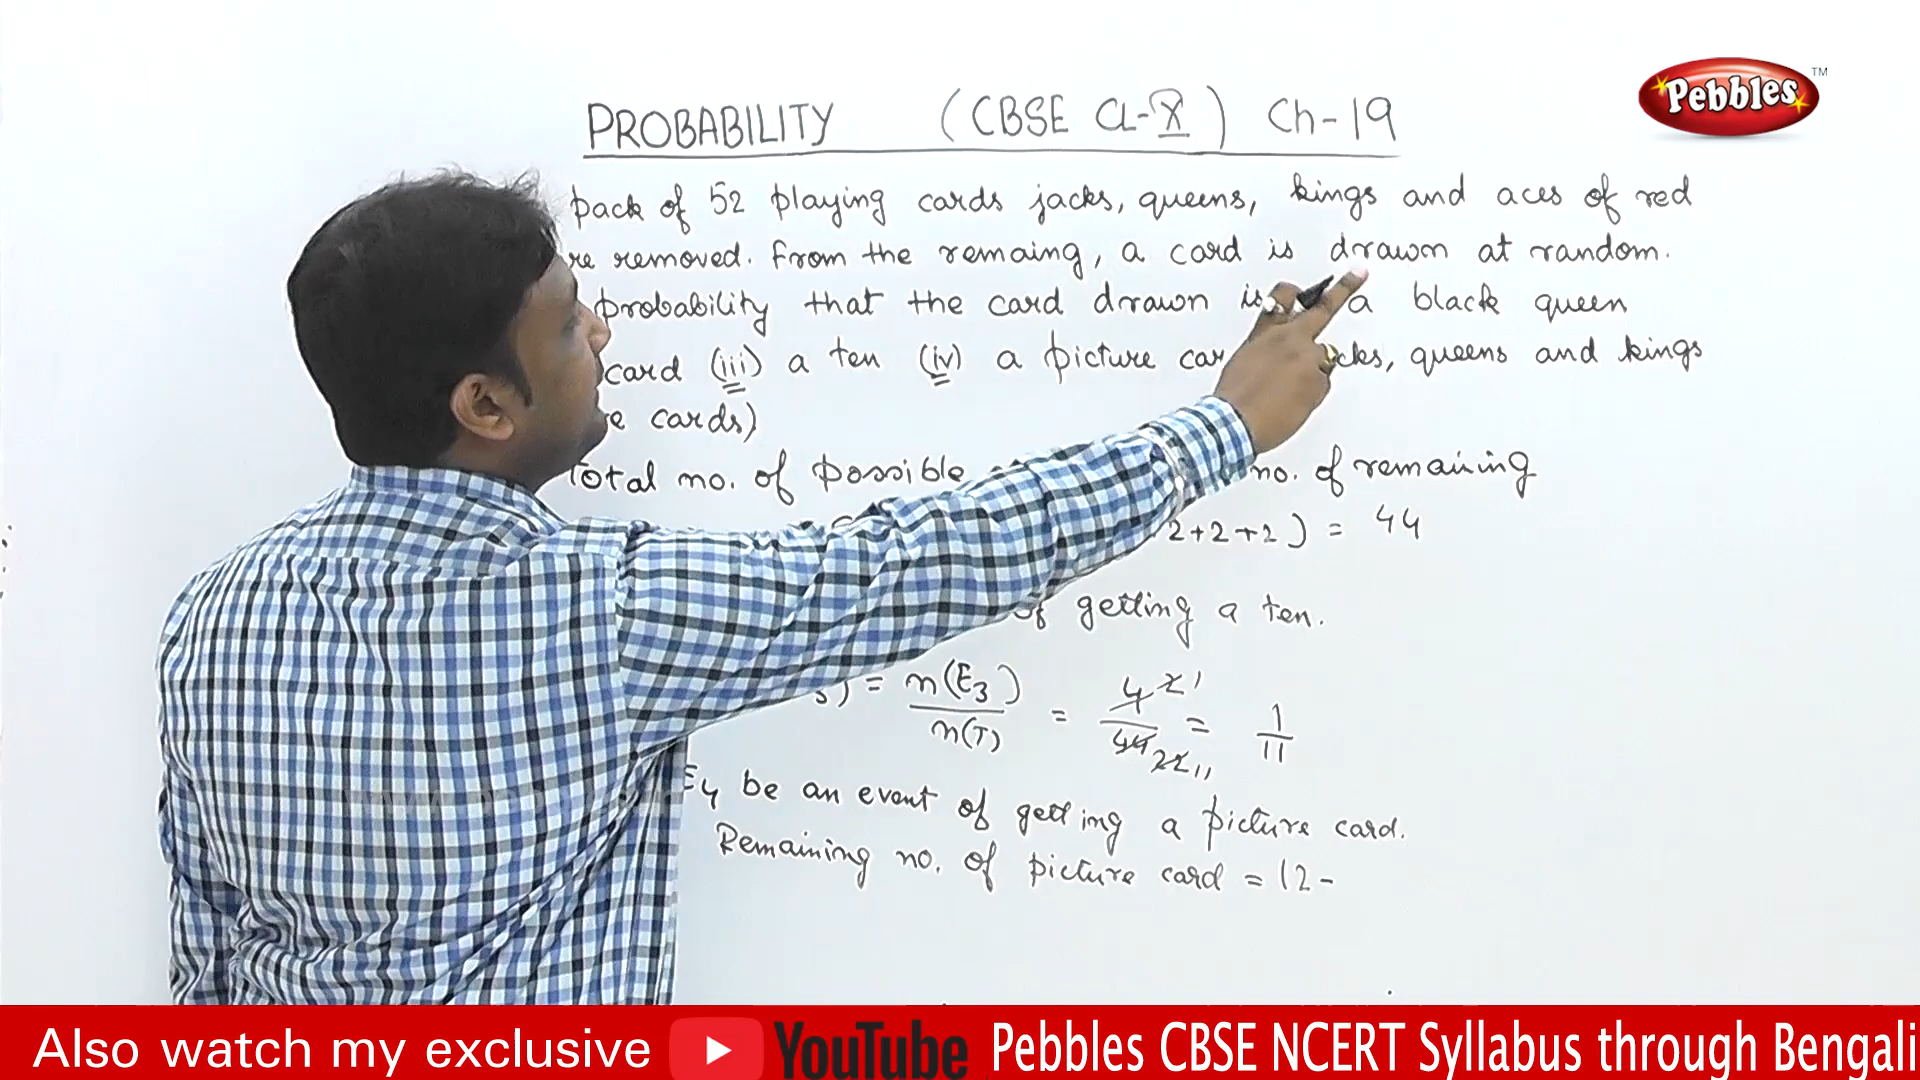 PROBABILITY (CBSE Cl-X) Ch-19
Pebbles TM
pack of 52 playing cards jacks, queens, kings and aces of red
re removed. From the remaing, a card is drawn at random.
probability that the card drawn is a black queen
card (iii) a ten (iv) a picture car cks, queens and kings
e cards)
Total no. of possible no. of remaining
2+2+2) = 44
of getting a ten.
3) = n(E3)/n(T) = 4/44 = 1/11
E4 be an event of getting a picture card.
Remaining no. of picture card = 12 -
Also watch my exclusive YouTube Pebbles CBSE NCERT Syllabus through Bengali